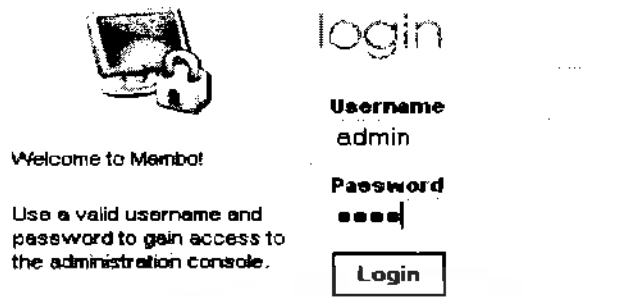 Welcome to Mambo!
Use a valid username and
password to gain access to
the administration console.
login
Username
admin
Password
Login